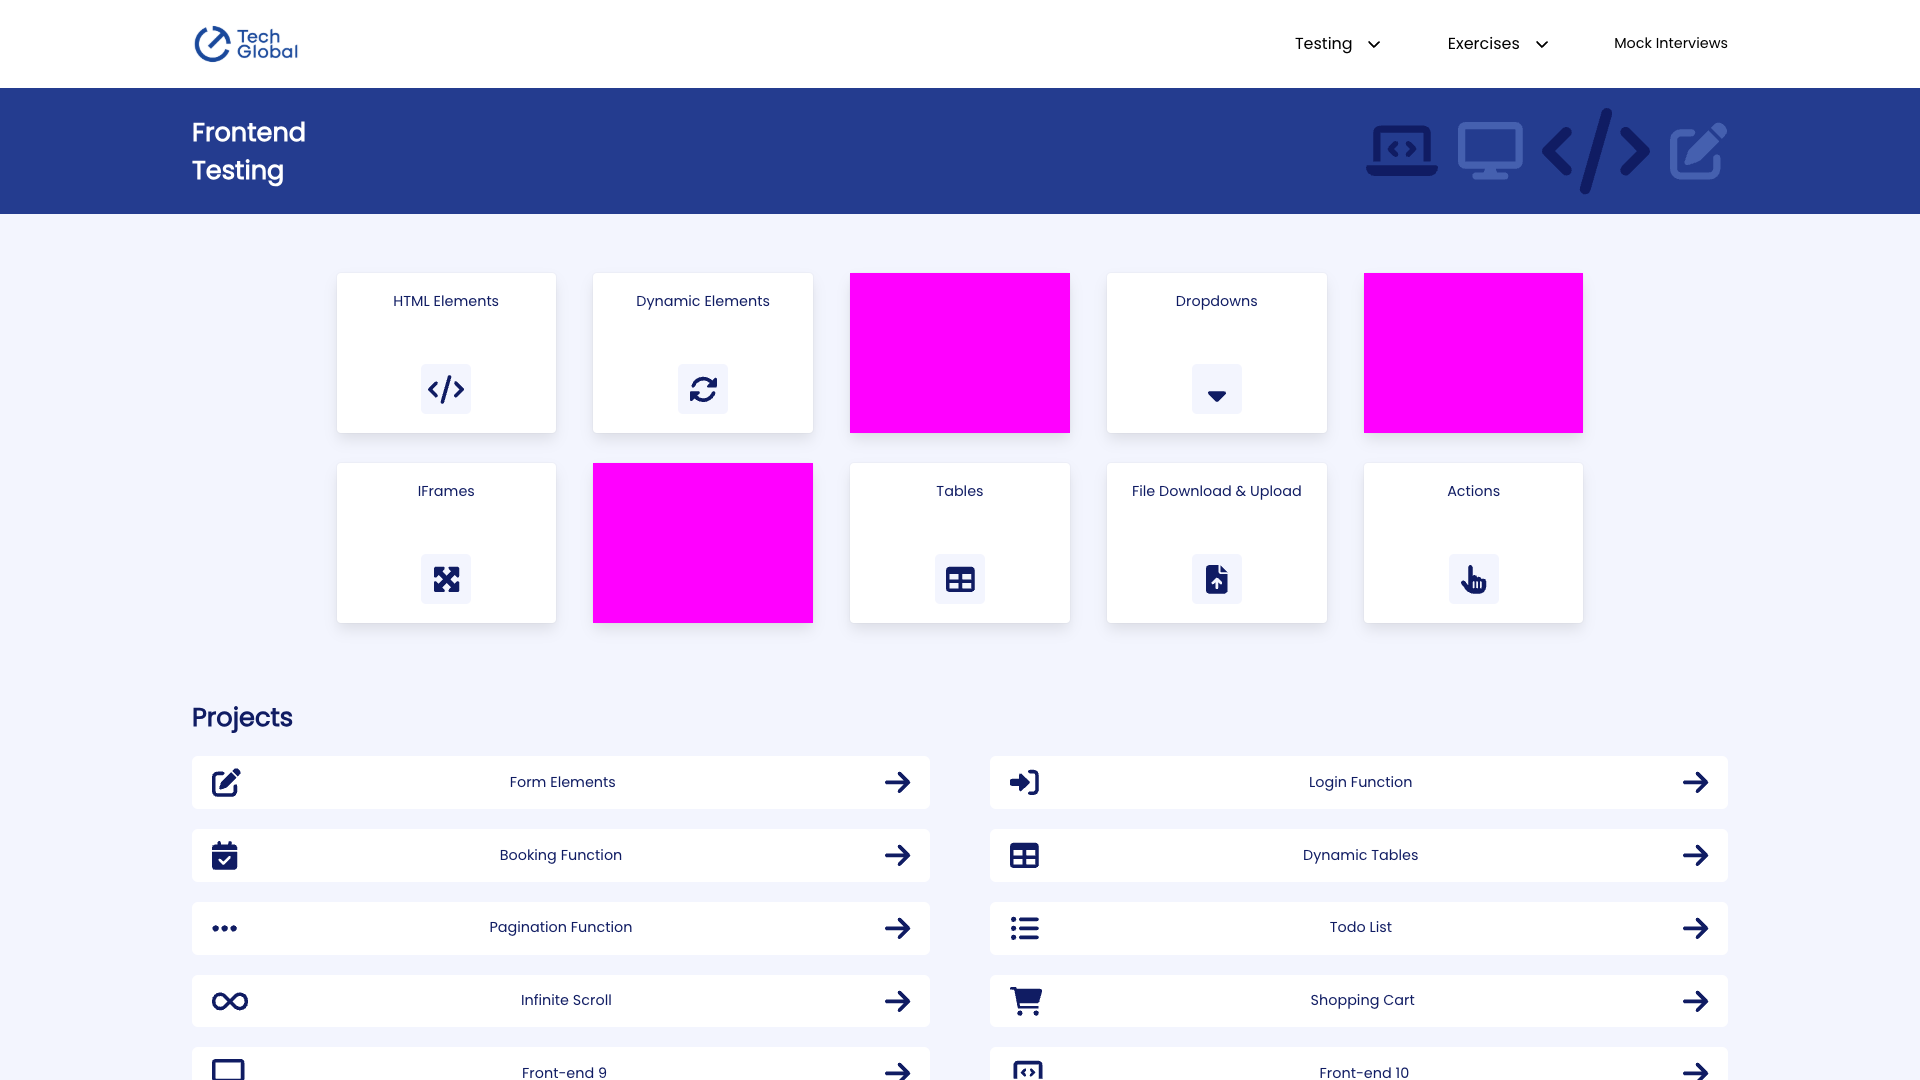 Tech
Global
Testing
Exercises
Mock Interviews
Frontend
Testing
HTML Elements
Dynamic Elements
Dropdowns
IFrames
Tables
File Download & Upload
Actions
Projects
Form Elements
Login Function
Booking Function
Dynamic Tables
Pagination Function
Todo List
Infinite Scroll
Shopping Cart
Front-end 9
Front-end 10